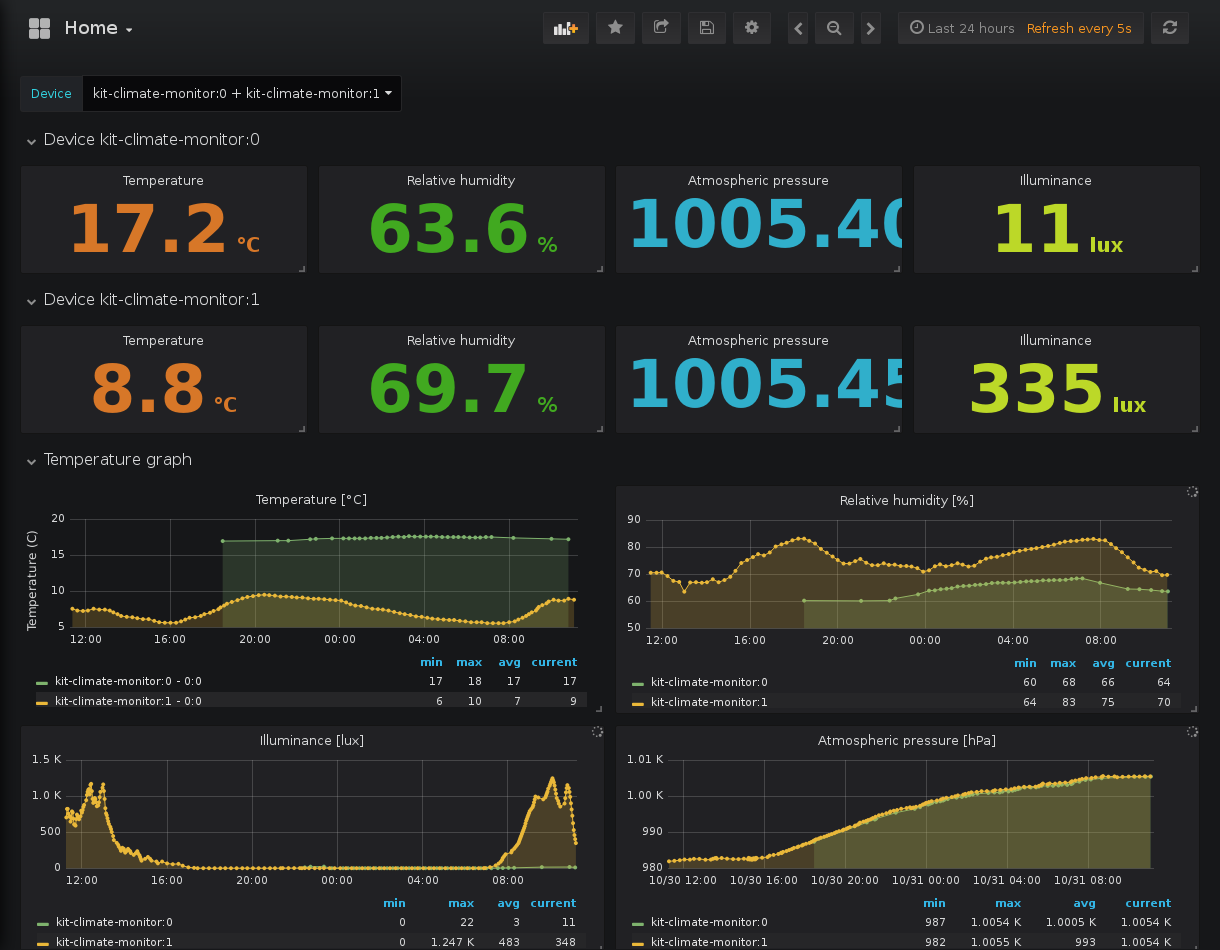 Home
Last 24 hours Refresh every 5s
Device kit-climate-monitor:0 + kit-climate-monitor:1
Device kit-climate-monitor:0
Temperature Relative humidity Atmospheric pressure Illuminance
17.2 °C 63.6 % 1005.40 11 lux
Device kit-climate-monitor:1
Temperature Relative humidity Atmospheric pressure Illuminance
8.8 °C 69.7 % 1005.45 335 lux
Temperature graph
Temperature [°C]
Temperature (C)
20
15
10
5
12:00 16:00 20:00 00:00 04:00 08:00
min max avg current
kit-climate-monitor:0 - 0:0 17 18 17 17
kit-climate-monitor:1 - 0:0 6 10 7 9
Relative humidity [%]
90
80
70
60
50
12:00 16:00 20:00 00:00 04:00 08:00
min max avg current
kit-climate-monitor:0 60 68 66 64
kit-climate-monitor:1 64 83 75 70
Illuminance [lux]
1.5 K
1.0 K
500
0
12:00 16:00 20:00 00:00 04:00 08:00
min max avg current
kit-climate-monitor:0 0 22 3 11
kit-climate-monitor:1 0 1.247 K 483 348
Atmospheric pressure [hPa]
1.01 K
1.00 K
990
980
10/30 12:00 10/30 16:00 10/30 20:00 10/31 00:00 10/31 04:00 10/31 08:00
min max avg current
kit-climate-monitor:0 987 1.0054 K 1.0005 K 1.0054 K
kit-climate-monitor:1 982 1.0055 K 993 1.0054 K